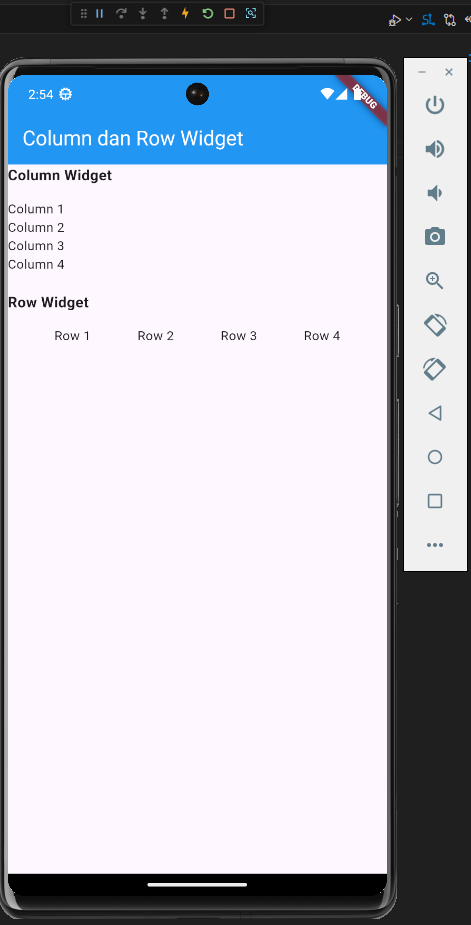 2:54
DEBUG
Column dan Row Widget
Column Widget
Column 1
Column 2
Column 3
Column 4
Row Widget
Row 1 Row 2 Row 3 Row 4